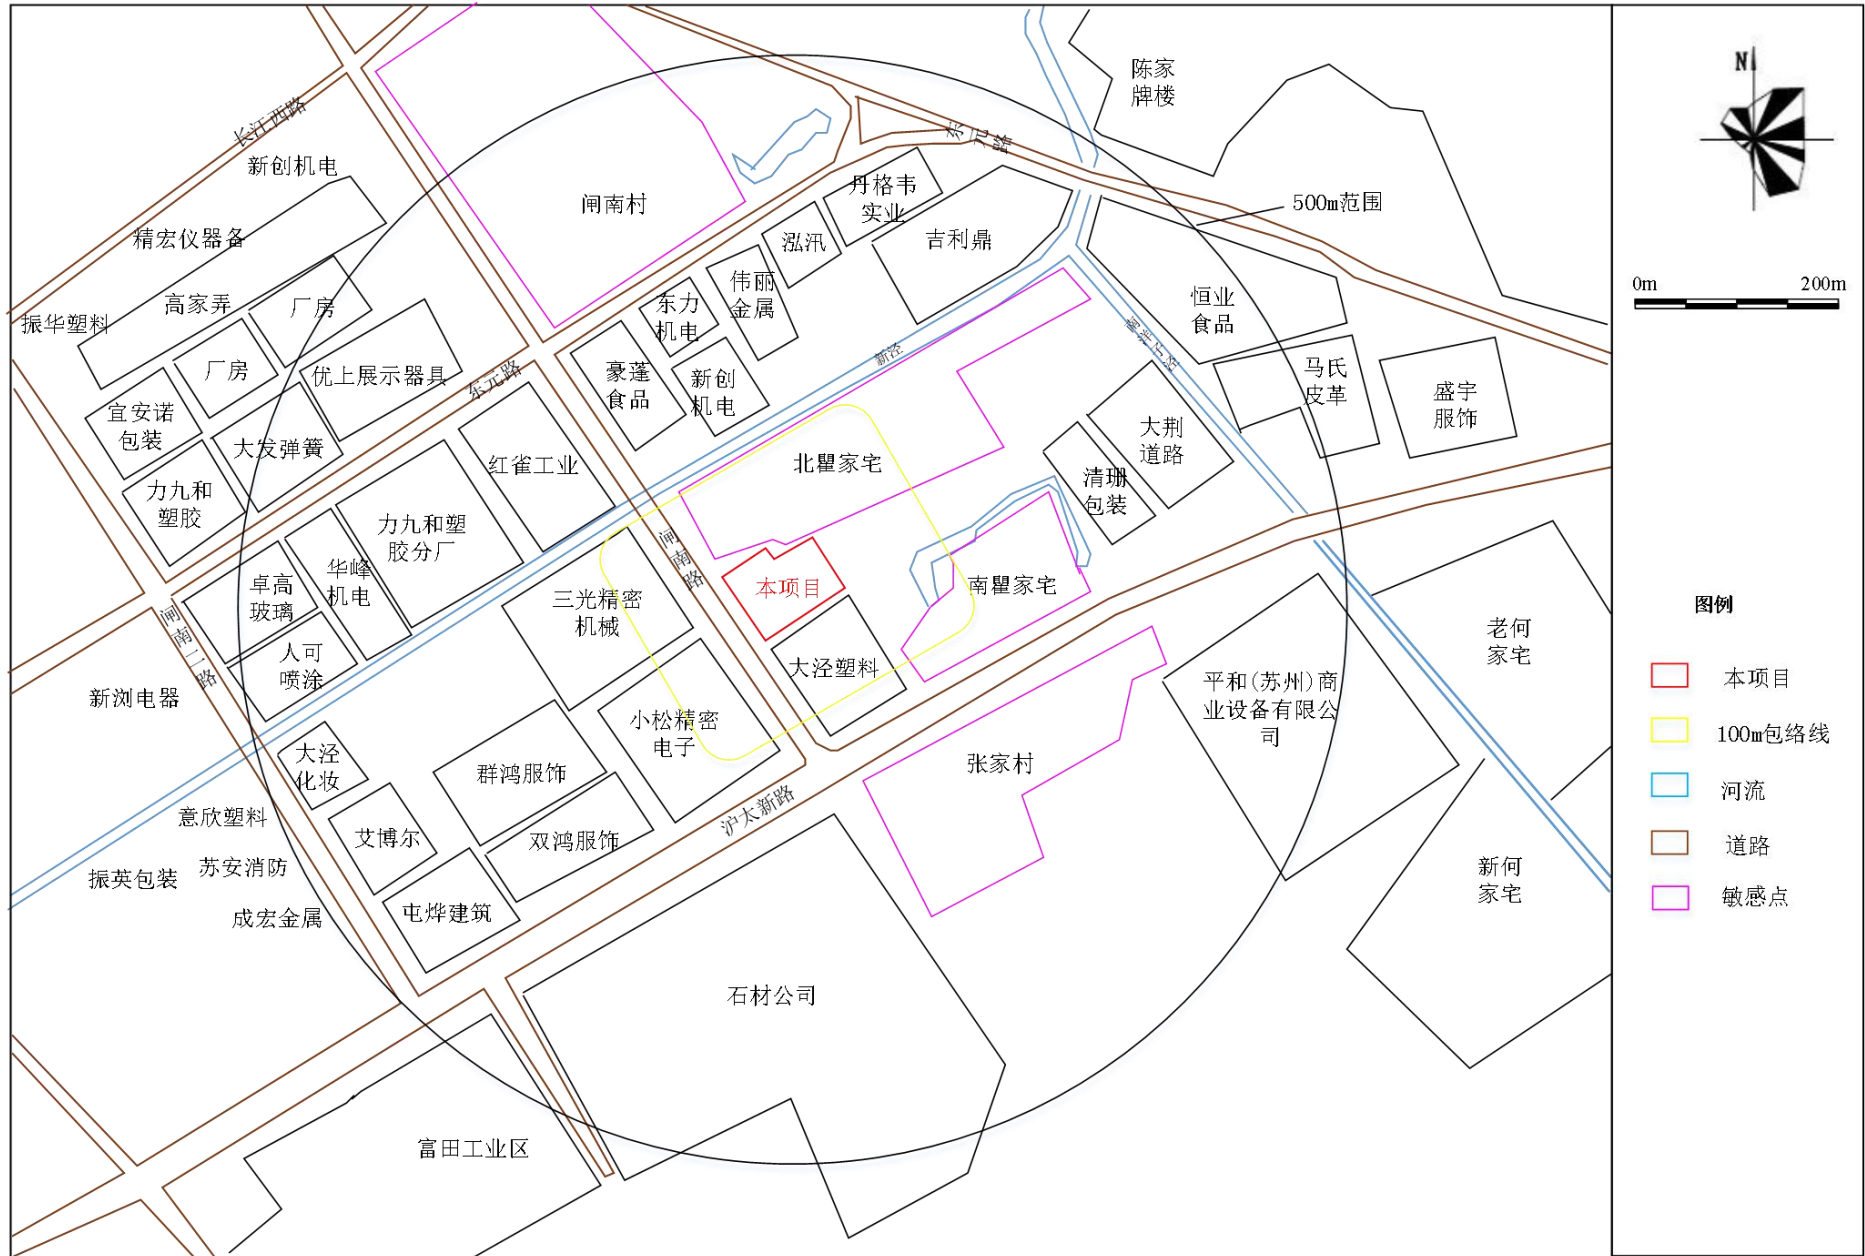 陈家
牌楼
N
长江西路
新创机电
东元路
丹格韦
实业
闸南村
500m范围
精宏仪器备
泓汛
吉利鼎
伟丽
金属
0m
200m
高家弄
厂房
东力
机电
恒业
食品
振华塑料
新泾
厂房
优上展示器具
东元路
豪蓬
食品
新创
机电
马氏
皮革
盛宇
服饰
宜安诺
包装
大发弹簧
大荆
道路
红雀工业
北瞿家宅
清珊
包装
力九和
塑胶
力九和塑
胶分厂
闸南路
华峰
机电
卓高
玻璃
三光精密
机械
本项目
南瞿家宅
图例
闸南二路
老何
家宅
人可
喷涂
大泾塑料
本项目
新浏电器
平和(苏州)商
业设备有限公
司
小松精密
电子
100m包络线
大泾
化妆
群鸿服饰
张家村
河流
沪太新路
意欣塑料
艾博尔
双鸿服饰
道路
振英包装
苏安消防
新何
家宅
敏感点
成宏金属
屯烨建筑
石材公司
富田工业区